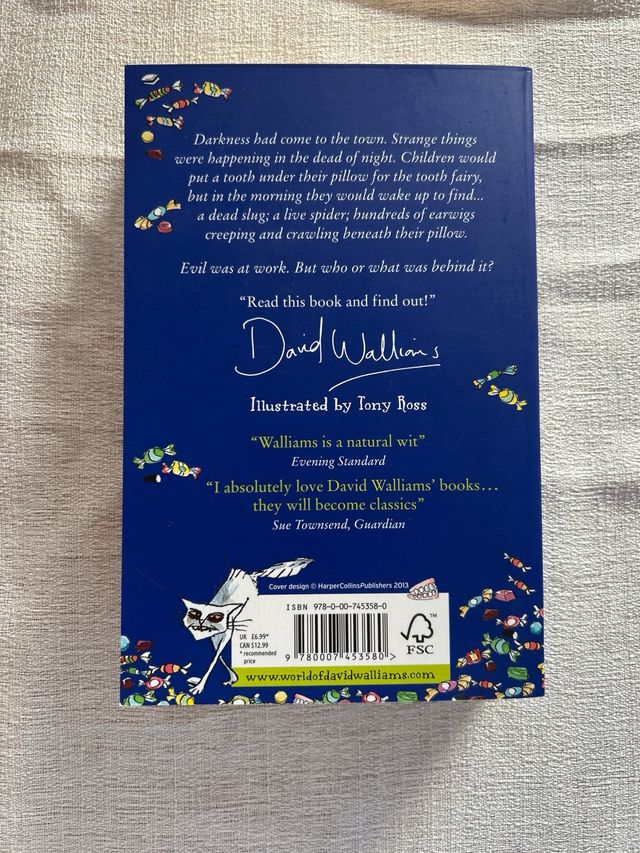 Darkness had come to the town. Strange things
were happening in the dead of night. Children would
put a tooth under their pillow for the tooth fairy,
but in the morning they would wake up to find...
a dead slug; a live spider; hundreds of earwigs
creeping and crawling beneath their pillow.
Evil was at work. But who or what was behind it?
“Read this book and find out!”
David Walliams
Illustrated by Tony Ross
“Walliams is a natural wit”
Evening Standard
“I absolutely love David Walliams’ books...
they will become classics”
Sue Townsend, Guardian
Cover design © HarperCollinsPublishers 2013
ISBN 978-0-00-745358-0
UK £6.99*
CAN $12.99
* recommended
price
9 780007 453580 >
FSC™
www.worldofdavidwalliams.com